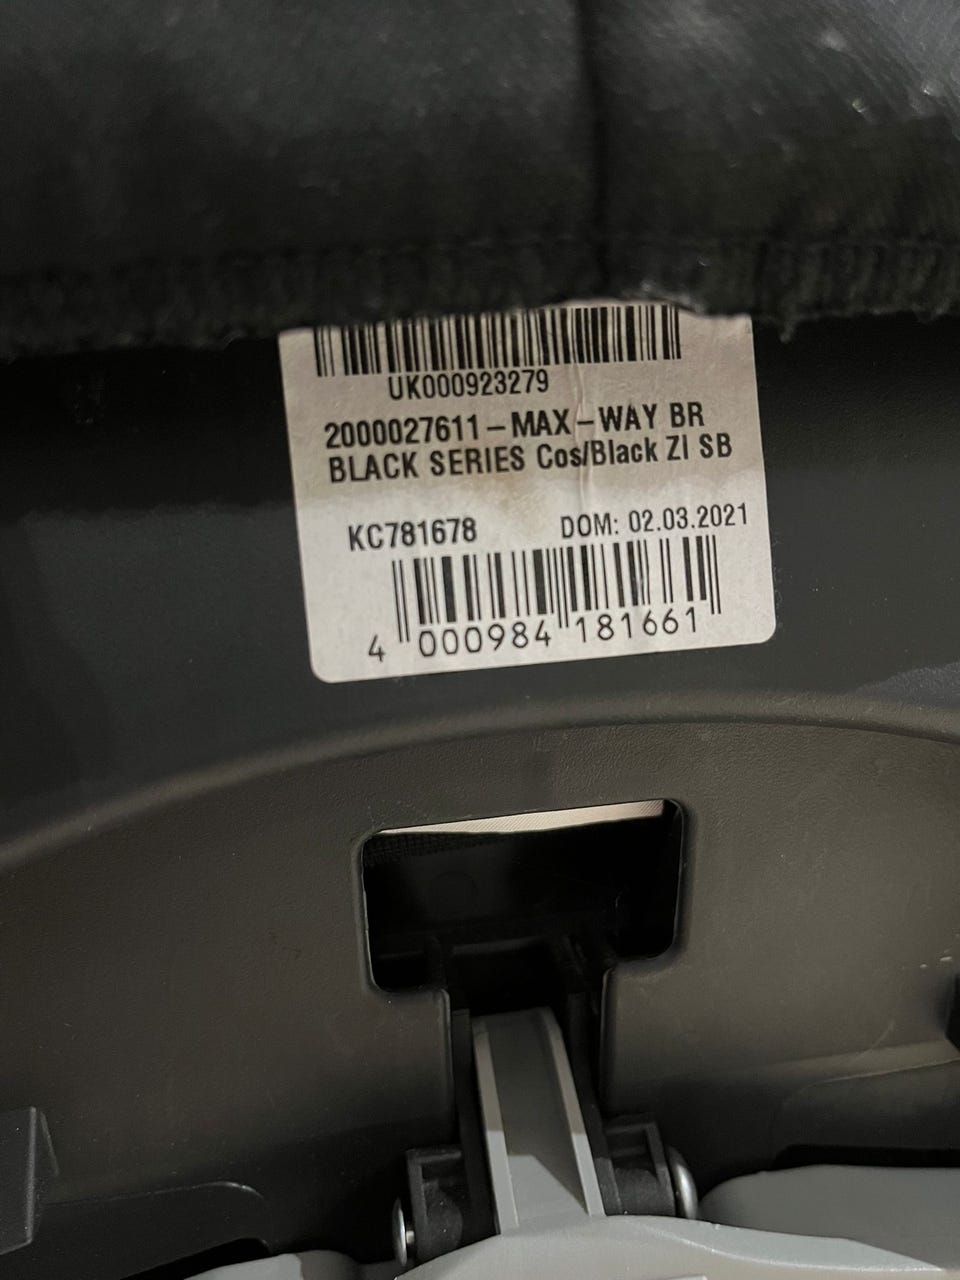 UK000923279
2000027611-MAX-WAY BR
BLACK SERIES Cos/Black ZI SB
KC781678 DOM: 02.03.2021
4 000984 181661